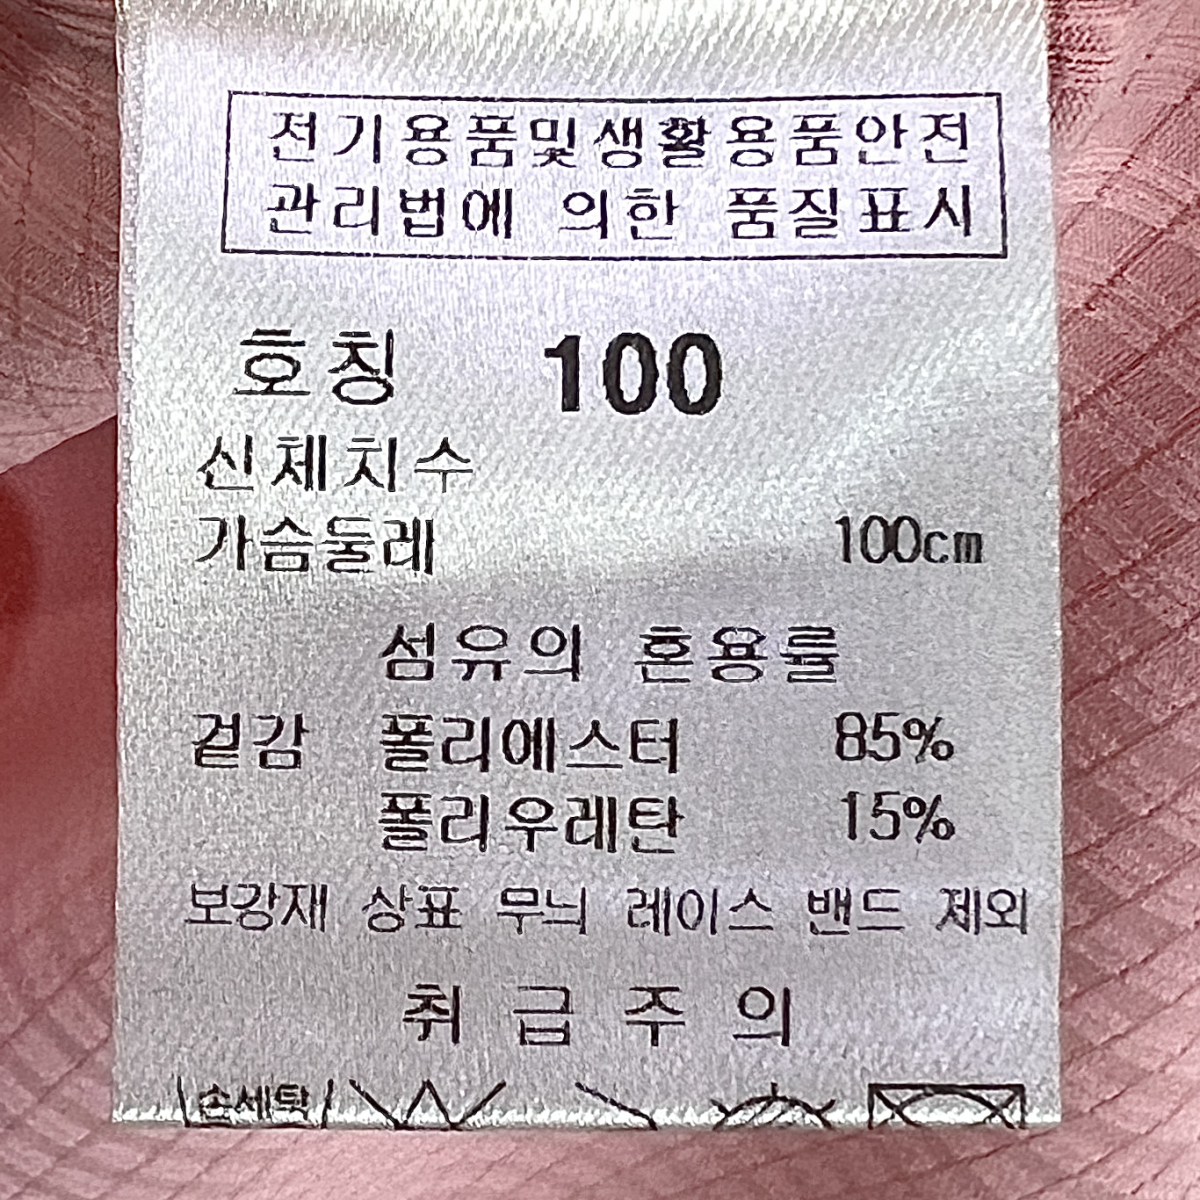 전기용품및생활용품안전
관리법에 의한 품질표시
호칭 100
신체치수
가슴둘레 100cm
섬유의 혼용률
겉감 폴리에스터 85%
폴리우레탄 15%
보강재 상표 무늬 레이스 밴드 제외
취급주의
손세탁